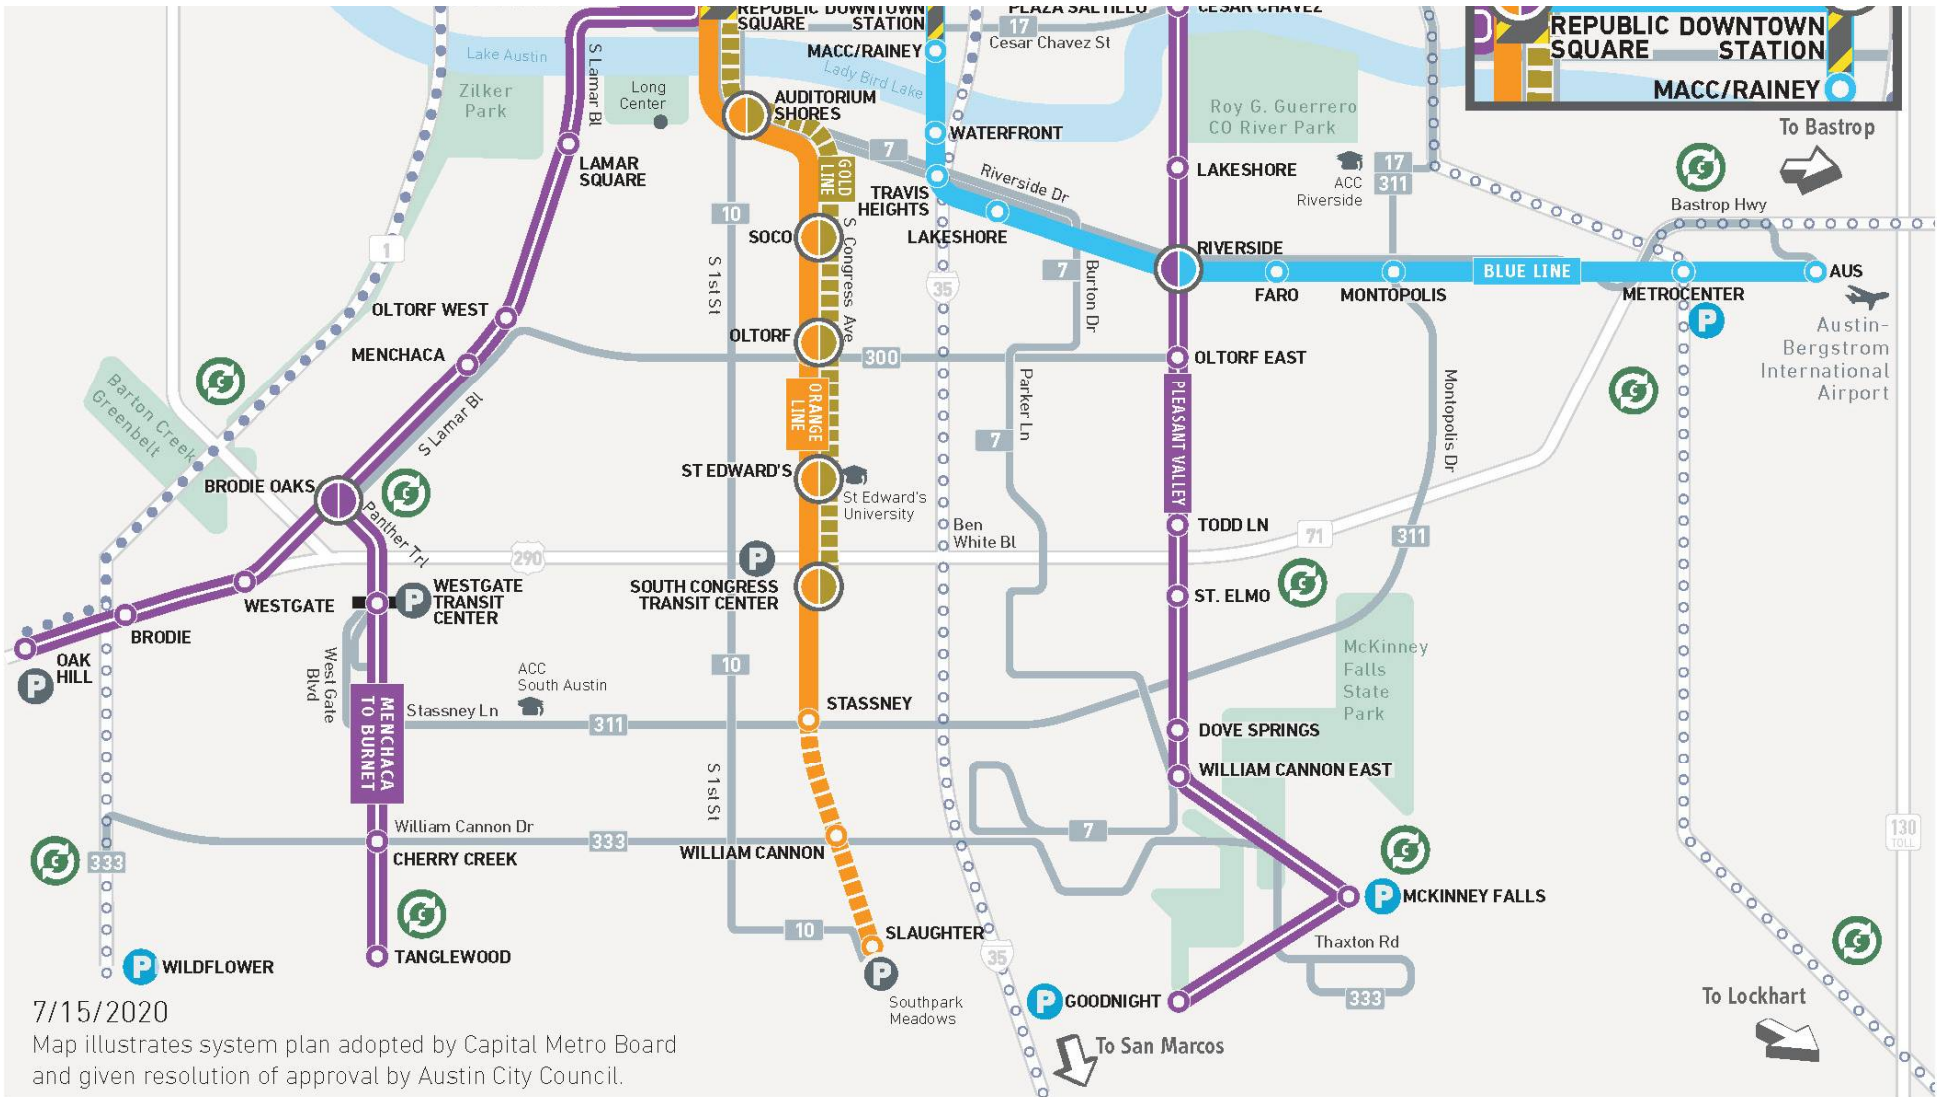 REPUBLIC DOWNTOWN
SQUARE STATION
PLAZA SALTILLO
CESAR CHAVEZ
17
Cesar Chavez St
REPUBLIC DOWNTOWN
SQUARE STATION
MACC/RAINEY
MACC/RAINEY
Lake Austin
Lady Bird Lake
S Lamar Bl
Zilker
Park
Long
Center
AUDITORIUM
SHORES
Roy G. Guerrero
CO River Park
To Bastrop
WATERFRONT
7
LAMAR
SQUARE
GOLD
LINE
TRAVIS
HEIGHTS
Riverside Dr
LAKESHORE
ACC
Riverside
17
311
Bastrop Hwy
10
1
SOCO
S Congress Ave
LAKESHORE
RIVERSIDE
S 1st St
7
Burton Dr
35
BLUE LINE
AUS
FARO
MONTOPOLIS
METROCENTER
P
Austin-
Bergstrom
International
Airport
OLTORF WEST
OLTORF
MENCHACA
300
OLTORF EAST
Barton Creek
Greenbelt
S Lamar Bl
ORANGE
LINE
Parker Ln
7
PLEASANT VALLEY
Montopolis Dr
BRODIE OAKS
Panther Trl
ST EDWARD'S
St Edward's
University
Ben
White Bl
TODD LN
71
311
290
P
SOUTH CONGRESS
TRANSIT CENTER
WESTGATE
P
WESTGATE
TRANSIT
CENTER
ST. ELMO
BRODIE
OAK
HILL
P
West Gate
Blvd
ACC
South Austin
10
McKinney
Falls
State
Park
Stassney Ln
311
STASSNEY
MENCHACA
TO BURNET
DOVE SPRINGS
WILLIAM CANNON EAST
S 1st St
William Cannon Dr
333
333
CHERRY CREEK
WILLIAM CANNON
7
130
TOLL
P
MCKINNEY FALLS
TANGLEWOOD
10
SLAUGHTER
P
Southpark
Meadows
35
Thaxton Rd
333
P
WILDFLOWER
P
GOODNIGHT
To Lockhart
To San Marcos
7/15/2020
Map illustrates system plan adopted by Capital Metro Board
and given resolution of approval by Austin City Council.